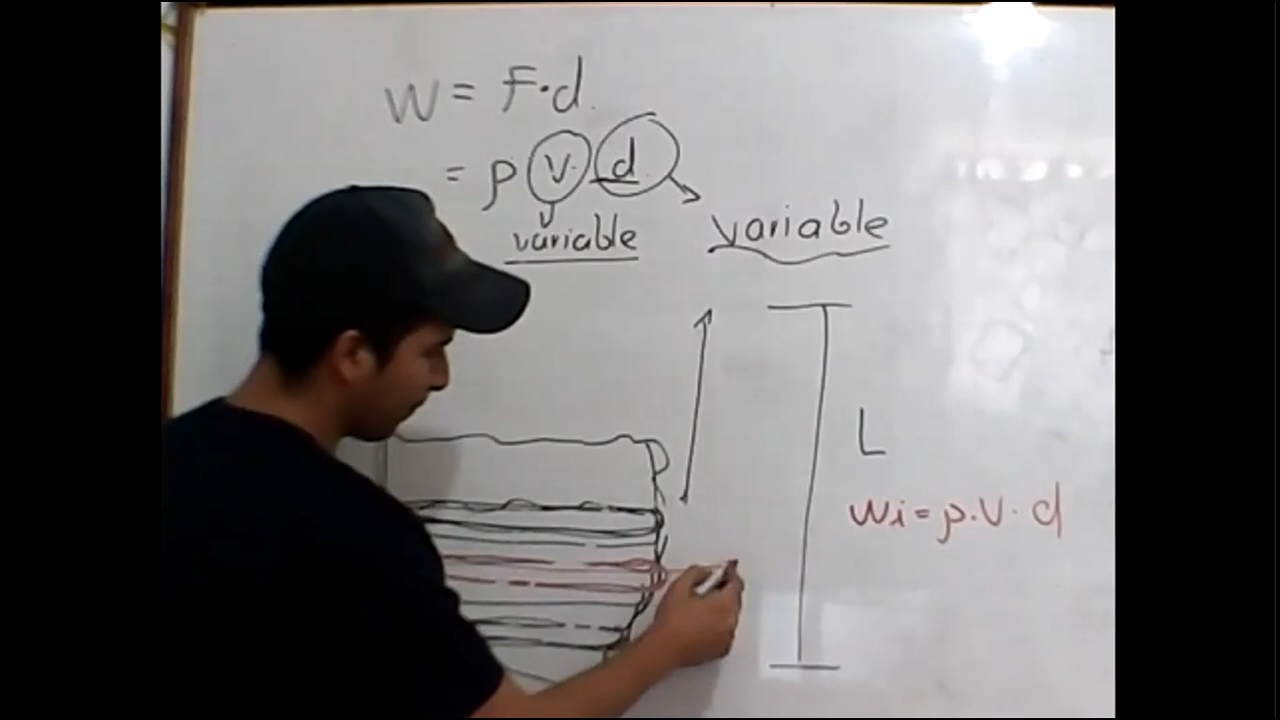 W = F·d.
= ρ v. d.
variable
variable
L
wi = ρ.v. d